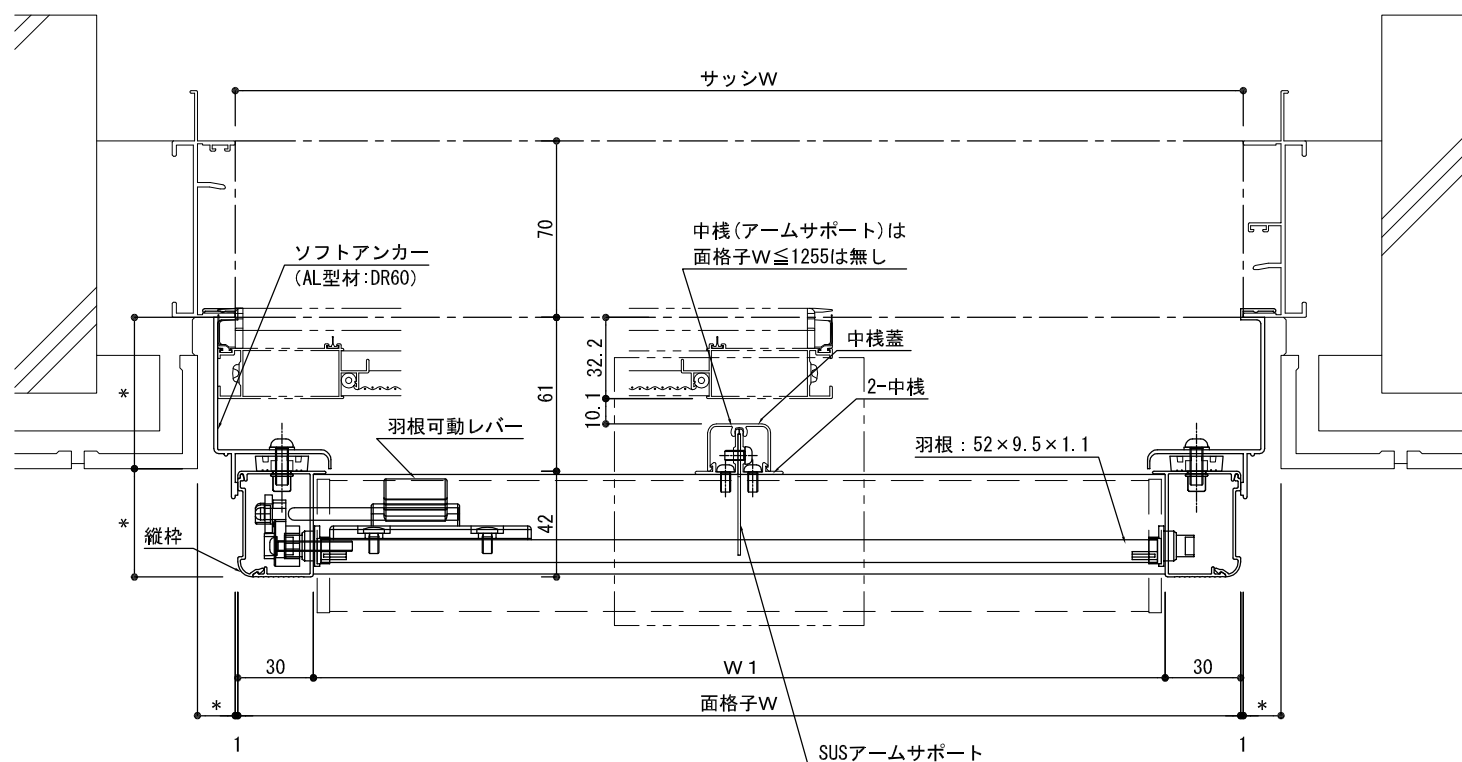 サッシW
70
中桟(アームサポート)は
面格子W≦1255は無し
ソフトアンカー
(AL型材:DR60)
中桟蓋
32.2
61
10.1
2-中桟
*
羽根可動レバー
羽根：52×9.5×1.1
42
*
縦枠
30
W1
30
*
面格子W
*
1
1
SUSアームサポート